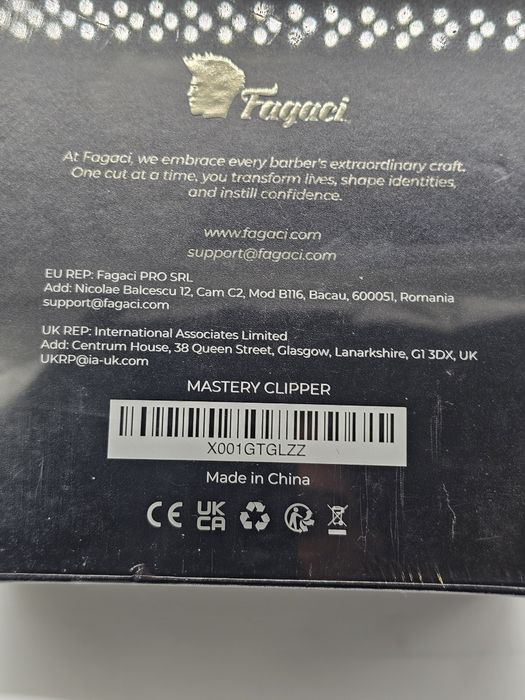 Fagaci
At Fagaci, we embrace every barber's extraordinary craft.
One cut at a time, you transform lives, shape identities,
and instill confidence.
www.fagaci.com
support@fagaci.com
EU REP: Fagaci PRO SRL
Add: Nicolae Balcescu 12, Cam C2, Mod B116, Bacau, 600051, Romania
support@fagaci.com
UK REP: International Associates Limited
Add: Centrum House, 38 Queen Street, Glasgow, Lanarkshire, G1 3DX, UK
UKRP@ia-uk.com
MASTERY CLIPPER
X001GTGLZZ
Made in China
CE UK
CA